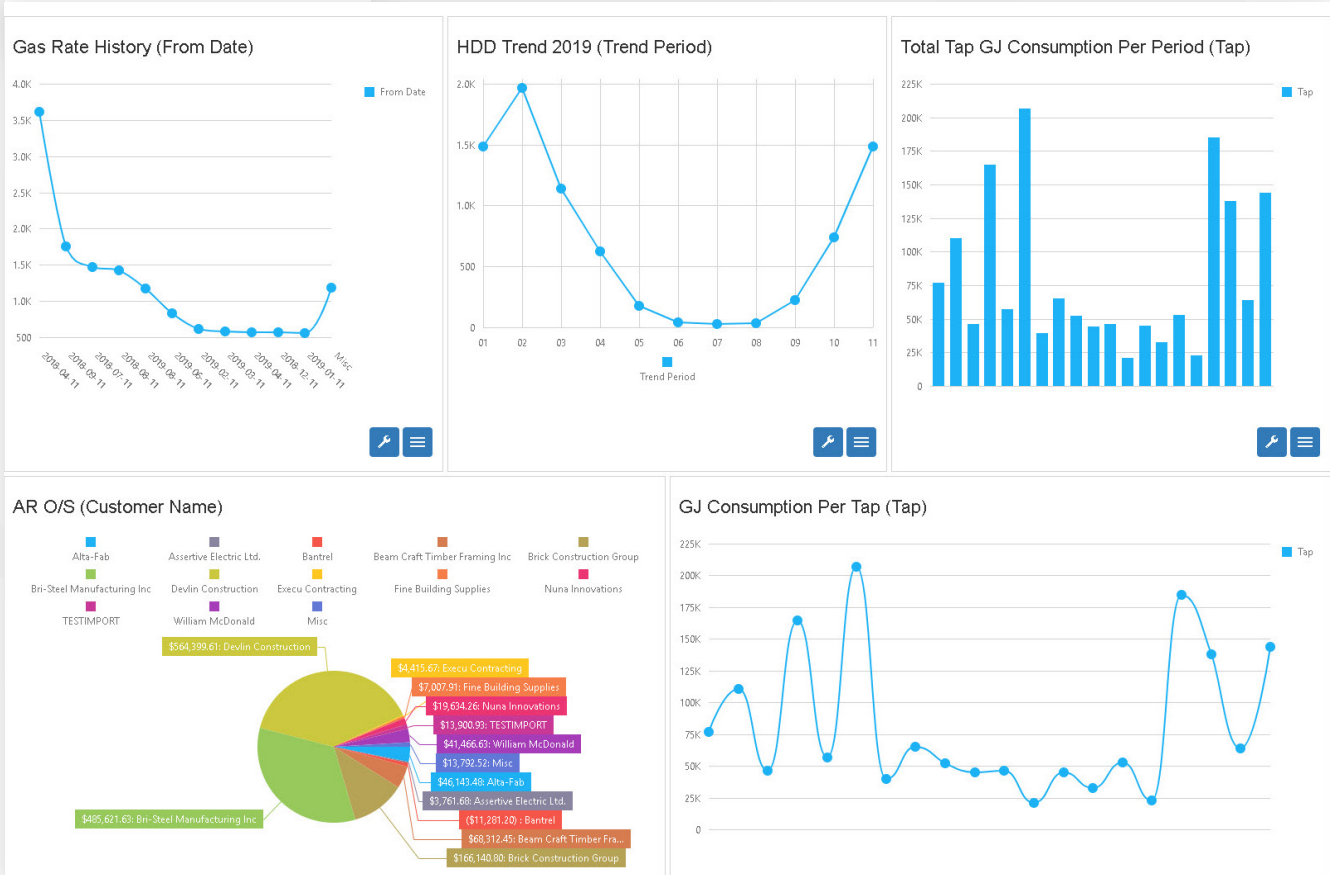 Gas Rate History (From Date)
4.0K
3.5K
3.0K
2.5K
2.0K
1.5K
1.0K
500
2018-04-11
2018-09-11
2018-07-11
2018-08-11
2019-08-11
2019-06-11
2019-02-11
2019-03-11
2019-04-11
2018-12-11
2019-01-11
Misc
From Date
HDD Trend 2019 (Trend Period)
2.0K
1.5K
1.0K
500
0
01 02 03 04 05 06 07 08 09 10 11
Trend Period
Total Tap GJ Consumption Per Period (Tap)
225K
200K
175K
150K
125K
100K
75K
50K
25K
0
Tap
AR O/S (Customer Name)
Alta-Fab Assertive Electric Ltd. Bantrel Beam Craft Timber Framing Inc Brick Construction Group
Bri-Steel Manufacturing Inc Devlin Construction Execu Contracting Fine Building Supplies Nuna Innovations
TESTIMPORT William McDonald Misc
$564,399.61: Devlin Construction
$4,415.67: Execu Contracting
$7,007.91: Fine Building Supplies
$19,634.26: Nuna Innovations
$13,900.93: TESTIMPORT
$41,466.63: William McDonald
$13,792.52: Misc
$46,143.48: Alta-Fab
$3,761.68: Assertive Electric Ltd.
($11,281.20) : Bantrel
$485,621.63: Bri-Steel Manufacturing Inc
$68,312.45: Beam Craft Timber Fra...
$166,140.80: Brick Construction Group
GJ Consumption Per Tap (Tap)
225K
200K
175K
150K
125K
100K
75K
50K
25K
0
Tap